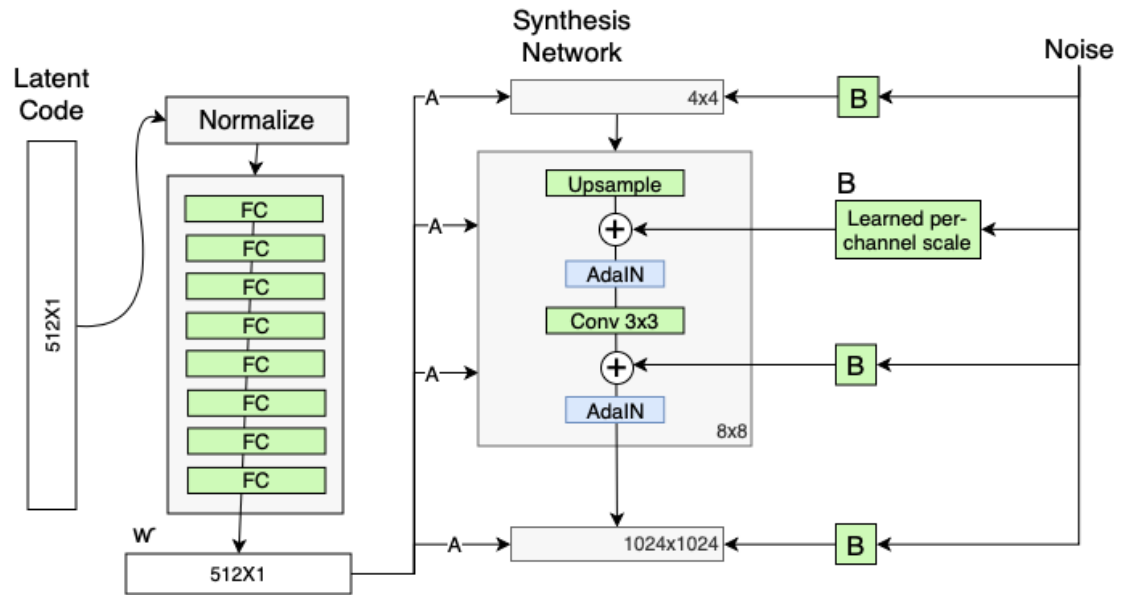 Latent
Code
512X1
Normalize
FC
FC
FC
FC
FC
FC
FC
FC
w
512X1
Synthesis
Network
A
4x4
B
Noise
A
Upsample
+
B
Learned per-
channel scale
AdaIN
Conv 3x3
A
+
B
AdaIN
8x8
A
1024x1024
B